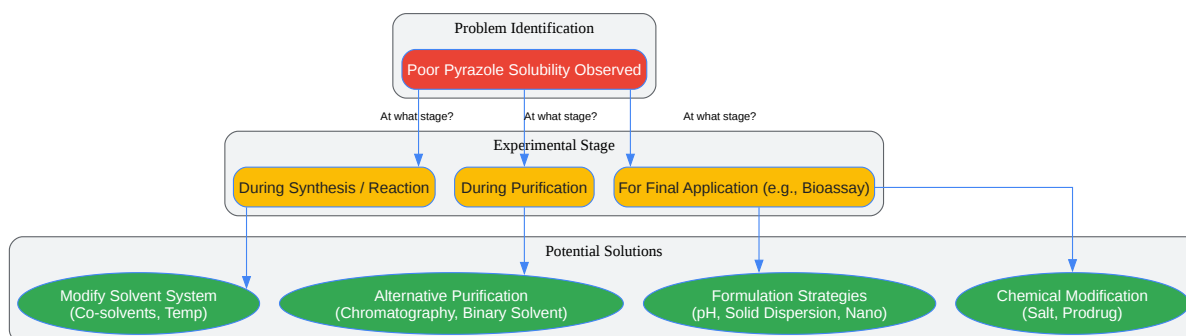 Problem Identification
Poor Pyrazole Solubility Observed
At what stage?
At what stage?
At what stage?
Experimental Stage
During Synthesis / Reaction
During Purification
For Final Application (e.g., Bioassay)
Potential Solutions
Modify Solvent System
(Co-solvents, Temp)
Alternative Purification
(Chromatography, Binary Solvent)
Formulation Strategies
(pH, Solid Dispersion, Nano)
Chemical Modification
(Salt, Prodrug)